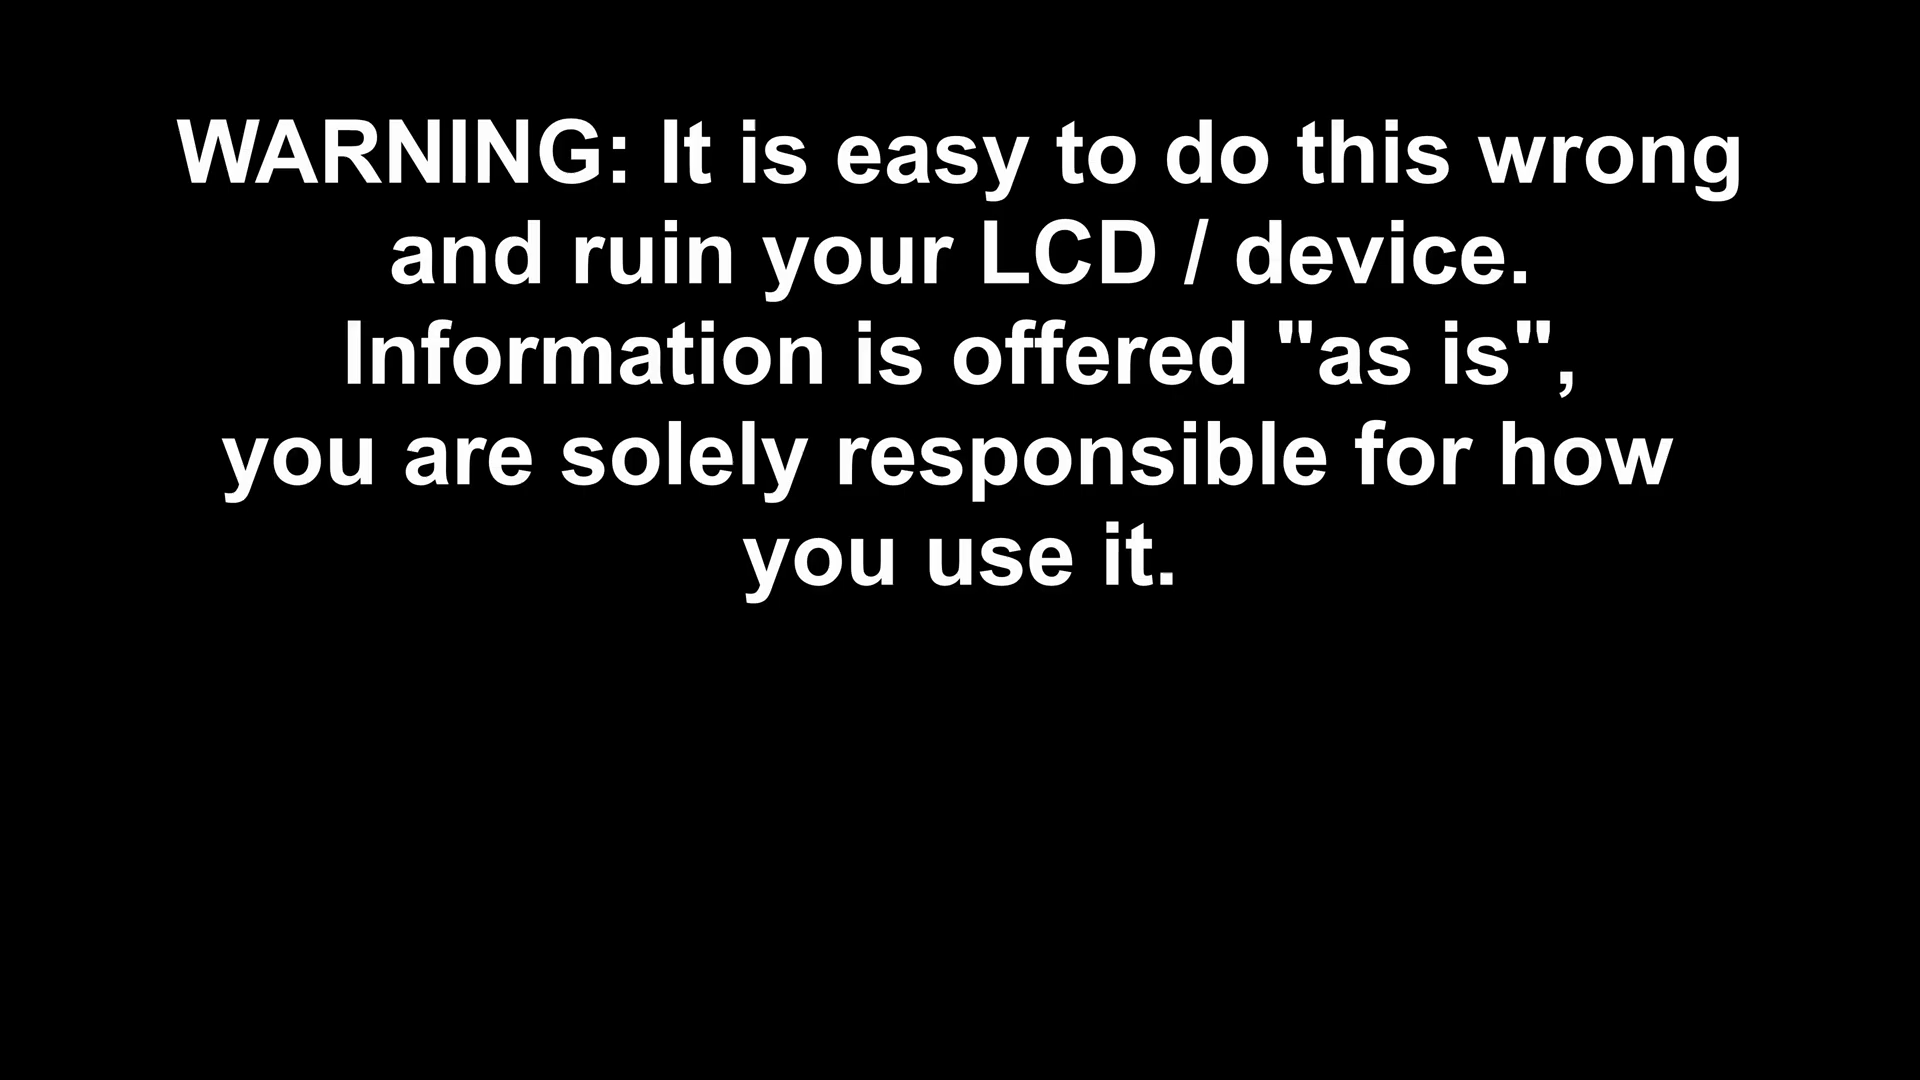 WARNING: It is easy to do this wrong
and ruin your LCD / device.
Information is offered "as is",
you are solely responsible for how
you use it.